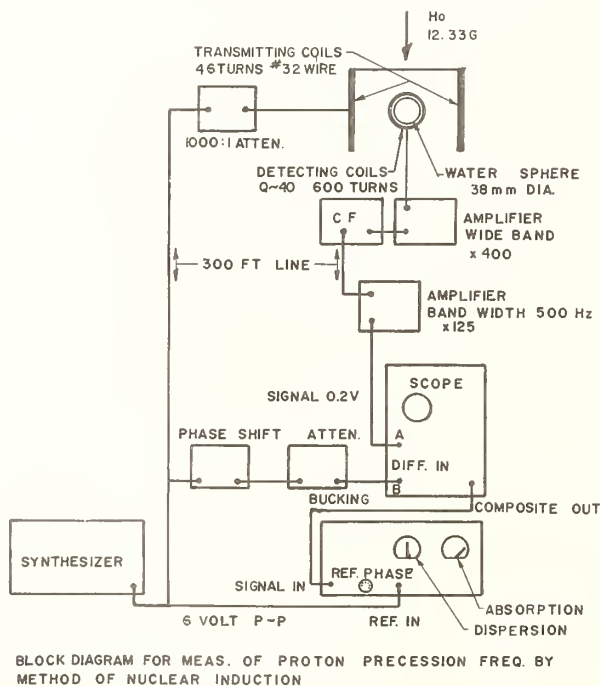 Ho
12.33G
TRANSMITTING COILS
46 TURNS #32 WIRE
1000:1 ATTEN.
DETECTING COILS
Q~40 600 TURNS
WATER SPHERE
38mm DIA.
CF
AMPLIFIER
WIDE BAND
x 400
300 FT LINE
AMPLIFIER
BAND WIDTH 500 Hz
x125
SCOPE
SIGNAL 0.2V
A
PHASE SHIFT
ATTEN.
DIFF. IN
B
BUCKING
COMPOSITE OUT
SYNTHESIZER
SIGNAL IN
REF. PHASE
ABSORPTION
DISPERSION
6 VOLT P-P
REF. IN
BLOCK DIAGRAM FOR MEAS. OF PROTON PRECESSION FREQ. BY
METHOD OF NUCLEAR INDUCTION